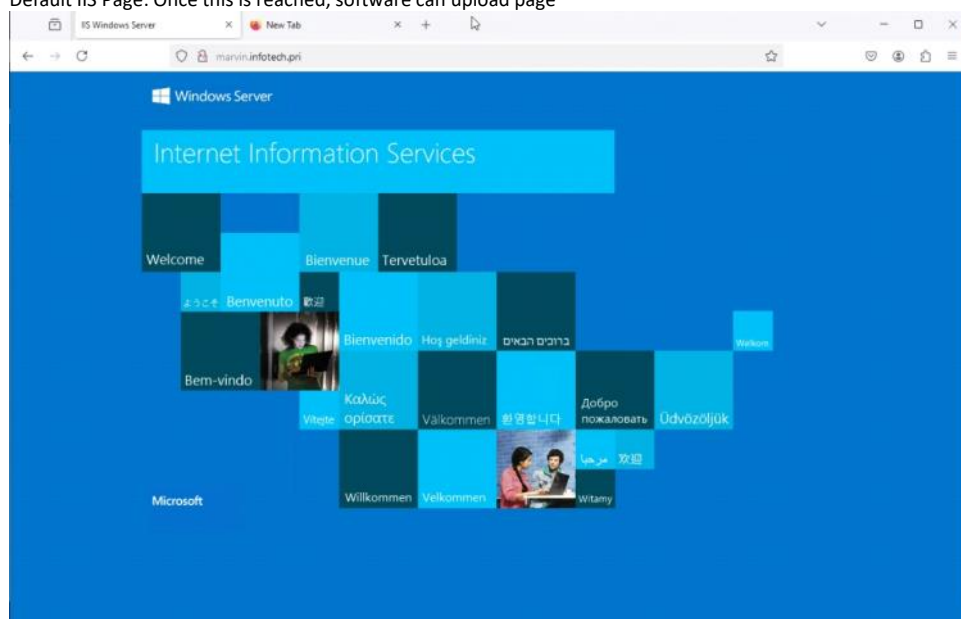 Default IIS Page. Once this is reached, software can upload page
IIS Windows Server
New Tab
marvin.infotech.pri
Windows Server
Internet Information Services
Welcome
Bienvenue
Tervetuloa
ようこそ
Benvenuto
歡迎
Bienvenido
Hoş geldiniz
ברוכים הבאים
Welkom
Bem-vindo
Vítejte
Καλώς
ορίσατε
Välkommen
환영합니다
Добро
пожаловать
Üdvözöljük
Microsoft
Willkommen
Velkommen
مرحبا
欢迎
Witamy